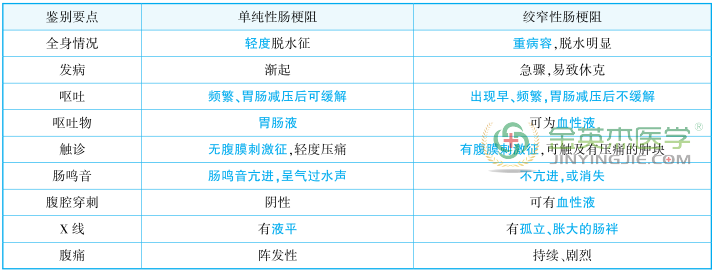 鉴别要点 单纯性肠梗阻 绞窄性肠梗阻
全身情况 轻度脱水征 重病容,脱水明显
发病 渐起 急骤,易致休克
呕吐 频繁、胃肠减压后可缓解 出现早、频繁,胃肠减压后不缓解
呕吐物 胃肠液 可为血性液
触诊 无腹膜刺激征,轻度压痛 有腹膜刺激征,可触及有压痛的肿块
肠鸣音 肠鸣音亢进,呈气过水声 不亢进,或消失
腹腔穿刺 阴性 可有血性液
X 线 有液平 有孤立、胀大的肠袢
腹痛 阵发性 持续、剧烈
金英杰医学®
JINYINGJIE.COM